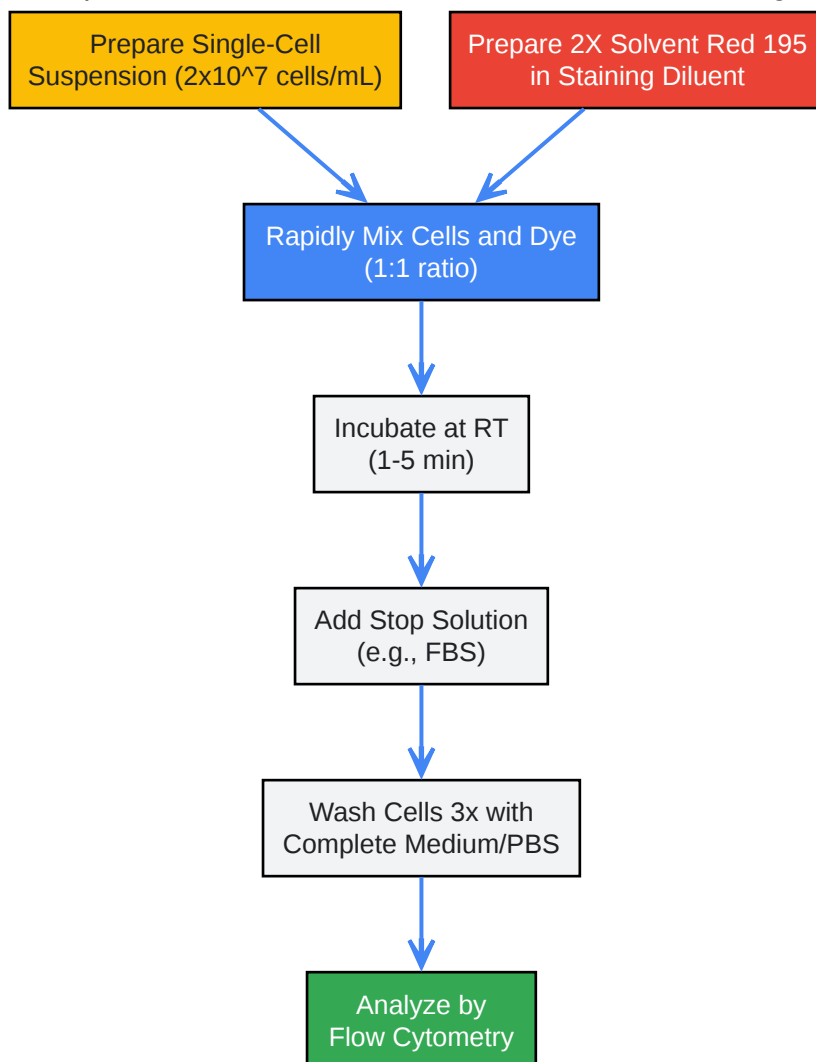 Prepare Single-Cell
Suspension (2x10^7 cells/mL)
Prepare 2X Solvent Red 195
in Staining Diluent
Rapidly Mix Cells and Dye
(1:1 ratio)
Incubate at RT
(1-5 min)
Add Stop Solution
(e.g., FBS)
Wash Cells 3x with
Complete Medium/PBS
Analyze by
Flow Cytometry